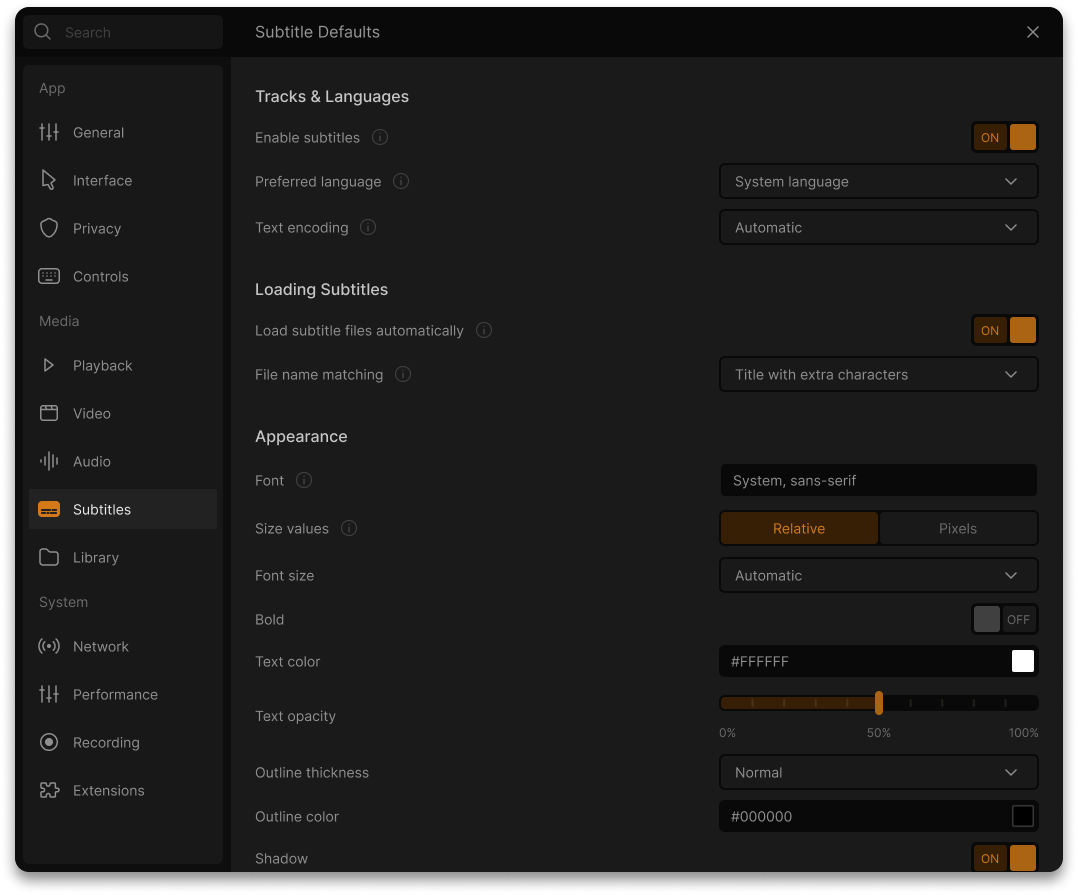 Search
Subtitle Defaults
App
General
Interface
Privacy
Controls
Media
Playback
Video
Audio
Subtitles
Library
System
Network
Performance
Recording
Extensions
Tracks & Languages
Enable subtitles ON
Preferred language System language
Text encoding Automatic
Loading Subtitles
Load subtitle files automatically ON
File name matching Title with extra characters
Appearance
Font System, sans-serif
Size values Relative Pixels
Font size Automatic
Bold OFF
Text color #FFFFFF
Text opacity
0% 50% 100%
Outline thickness Normal
Outline color #000000
Shadow ON